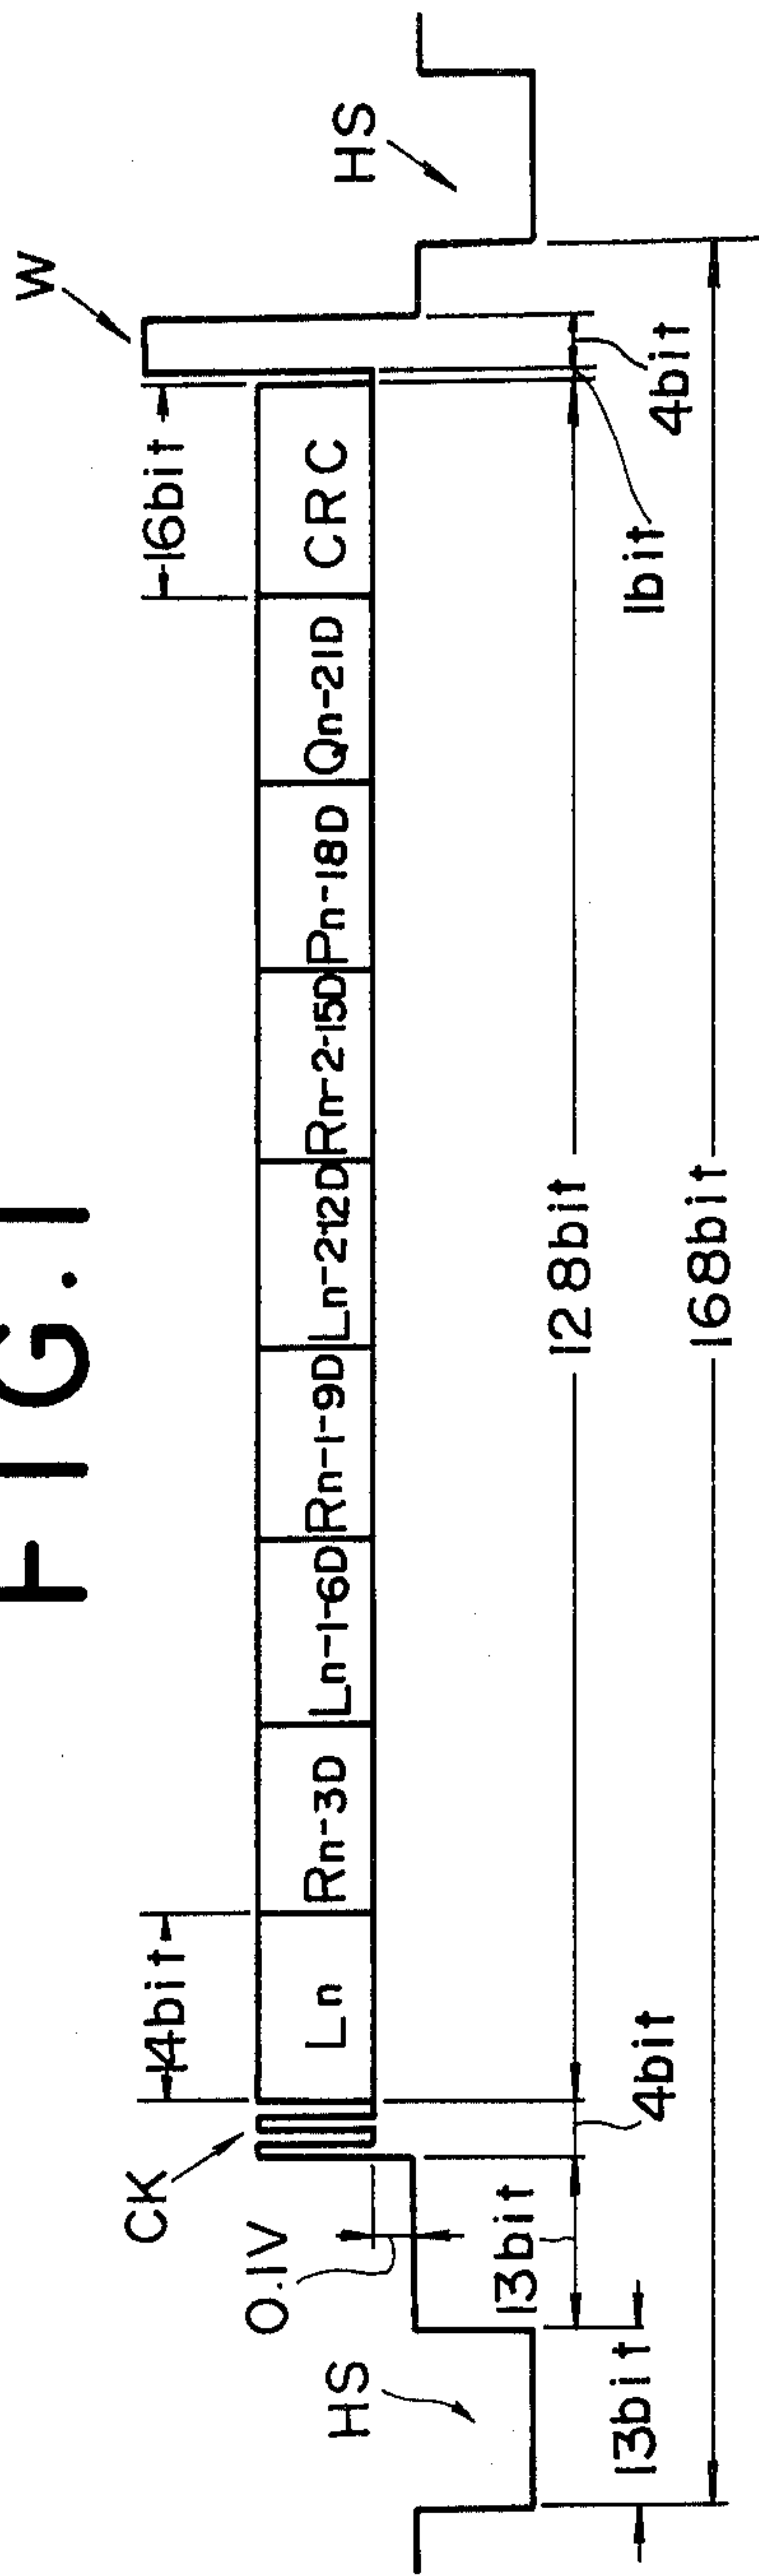 FIG. 1
W
HS
16bit
CK
14bit
Ln
Rn-3D
Ln-1-6D
Rn-1-9D
Ln-2-12D
Rn-2-15D
Pn-18D
Qn-21D
CRC
0.1V
HS
13bit
13bit
4bit
128bit
1bit
4bit
168bit